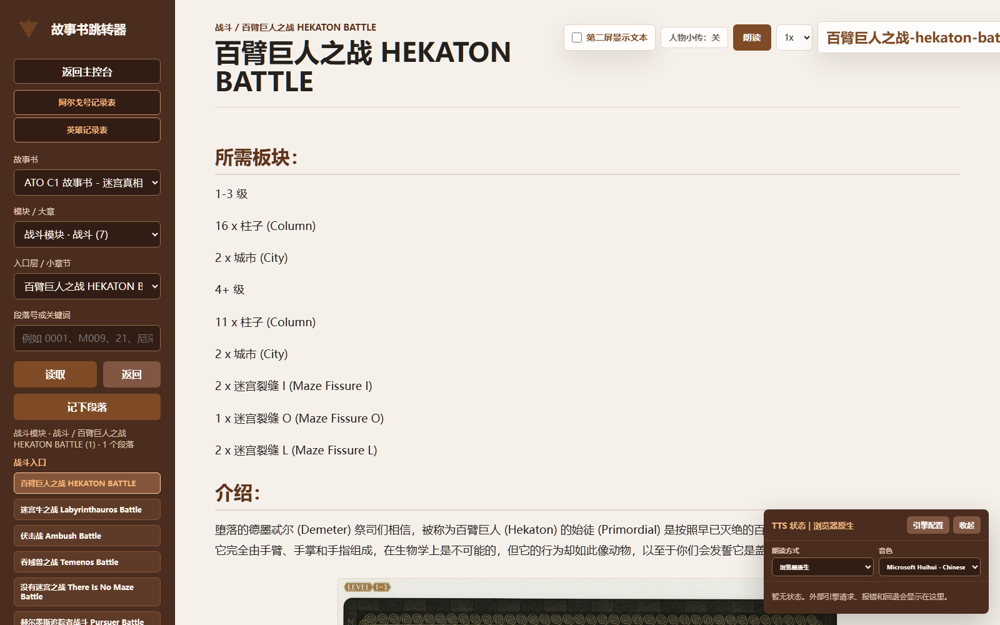 故事书跳转器
返回主控台
阿尔戈号记录表
英雄记录表
故事书
ATO C1 故事书 - 迷宫真相
模块 / 大章
战斗模块 · 战斗 (7)
入口层 / 小章节
百臂巨人之战 HEKATON B
段落号或关键词
例如 0001、M009、21、尼采
读取
返回
记下段落
战斗模块 · 战斗 / 百臂巨人之战
HEKATON BATTLE (1) · 1 个段落
战斗入口
百臂巨人之战 HEKATON BATTLE
迷宫牛之战 Labyrinthauros Battle
伏击战 Ambush Battle
吞域兽之战 Temenos Battle
没有迷宫之战 There Is No Maze
Battle
赫尔墨斯追踪者战斗 Pursuer Battle
战斗 / 百臂巨人之战 HEKATON BATTLE
百臂巨人之战 HEKATON
BATTLE
第二屏显示文本
人物小传：关
朗读
1x
百臂巨人之战-hekaton-bat
所需板块：
1-3 级
16 x 柱子 (Column)
2 x 城市 (City)
4+ 级
11 x 柱子 (Column)
2 x 城市 (City)
2 x 迷宫裂缝 I (Maze Fissure I)
1 x 迷宫裂缝 O (Maze Fissure O)
2 x 迷宫裂缝 L (Maze Fissure L)
介绍：
堕落的德墨忒尔 (Demeter) 祭司们相信，被称为百臂巨人 (Hekaton) 的始徒 (Primordial) 是按照早已灭绝的百
它完全由手臂、手掌和手指组成，在生物学上是不可能的，但它的行为却如此像动物，以至于你们会发誓它是盖
LEVEL 1-3
TTS 状态 | 浏览器原生
引擎配置
收起
朗读方式
音色
浏览器原生
Microsoft Huihui - Chinese
暂无状态。外部引擎请求、报错和回退会显示在这里。